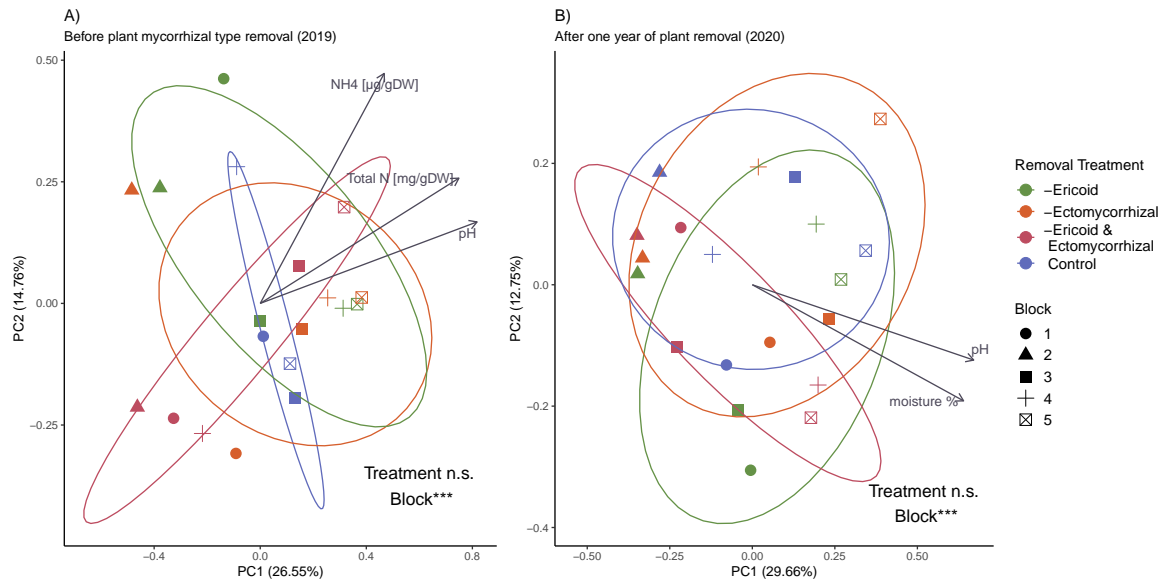 A)
Before plant mycorrhizal type removal (2019)
0.50
0.25
0.00
−0.25
PC2 (14.76%)
NH4 [µg/gDW]
Total N [mg/gDW]
pH
Treatment n.s.
Block***
−0.4
0.0
0.4
0.8
PC1 (26.55%)
B)
After one year of plant removal (2020)
0.2
0.0
−0.2
−0.4
PC2 (12.75%)
pH
moisture %
Treatment n.s.
Block***
−0.50
−0.25
0.00
0.25
0.50
PC1 (29.66%)
Removal Treatment
−Ericoid
−Ectomycorrhizal
−Ericoid &
Ectomycorrhizal
Control
Block
1
2
3
4
5